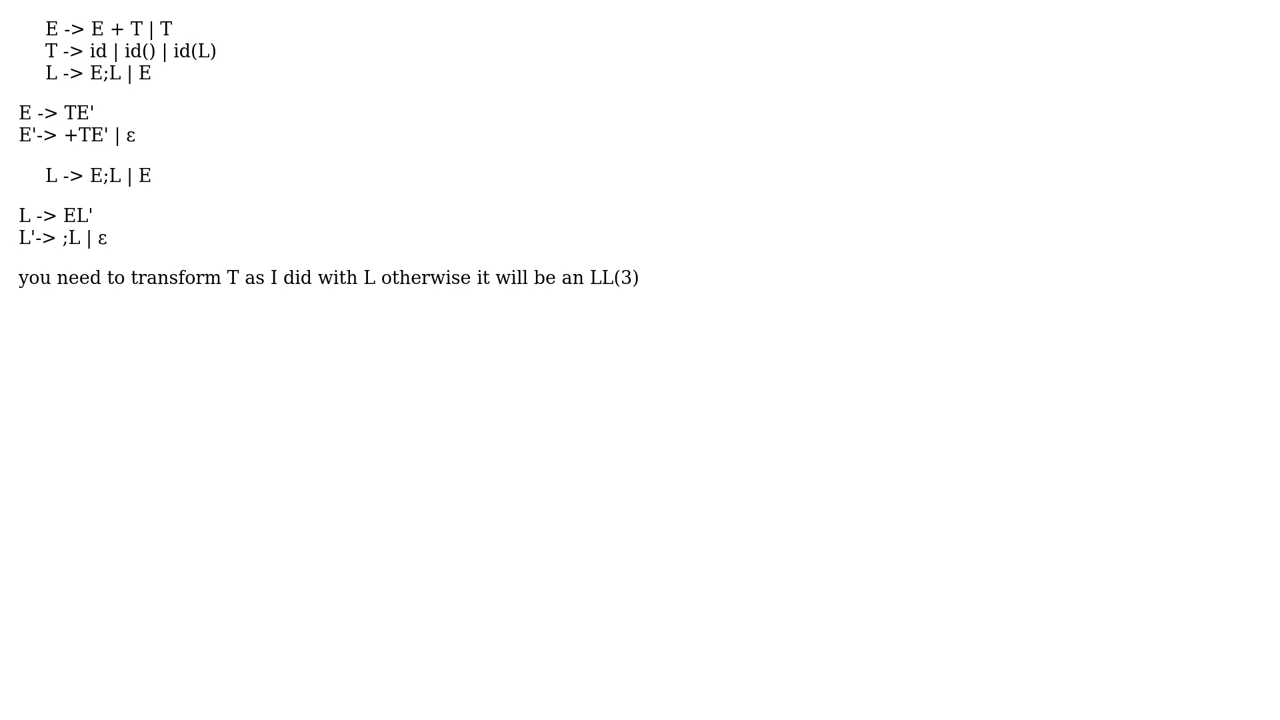 E -> E + T | T
T -> id | id() | id(L)
L -> E;L | E
E -> TE'
E'-> +TE' | ε
L -> E;L | E
L -> EL'
L'-> ;L | ε
you need to transform T as I did with L otherwise it will be an LL(3)